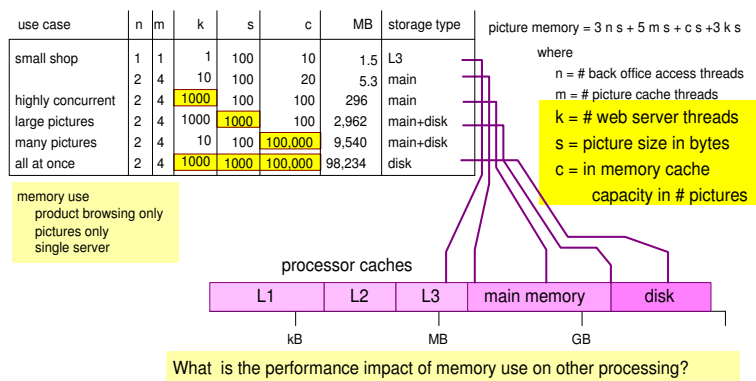 use case n m k s c MB storage type
small shop 1 1 1 100 10 1.5 L3
2 4 10 100 20 5.3 main
highly concurrent 2 4 1000 100 100 296 main
large pictures 2 4 1000 1000 100 2,962 main+disk
many pictures 2 4 10 100 100,000 9,540 main+disk
all at once 2 4 1000 1000 100,000 98,234 disk
picture memory = 3 n s + 5 m s + c s +3 k s
where
n = # back office access threads
m = # picture cache threads
k = # web server threads
s = picture size in bytes
c = in memory cache
capacity in # pictures
memory use
product browsing only
pictures only
single server
processor caches
L1 L2 L3 main memory disk
kB MB GB
What is the performance impact of memory use on other processing?